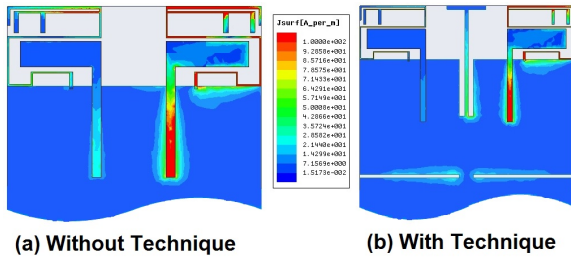 Jsurf[A_per_m]
1.0000e+002
9.2858e+001
8.5716e+001
7.8575e+001
7.1433e+001
6.4291e+001
5.7149e+001
5.0008e+001
4.2866e+001
3.5724e+001
2.8582e+001
2.1440e+001
1.4299e+001
7.1569e+000
1.5173e-002
(a) Without Technique
(b) With Technique